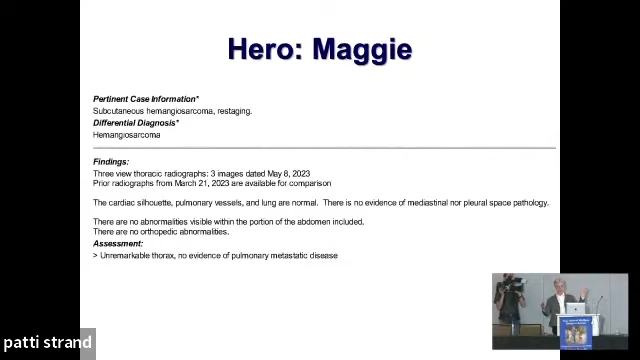 Hero: Maggie
Pertinent Case Information*
Subcutaneous hemangiosarcoma, restaging.
Differential Diagnosis*
Hemangiosarcoma
Findings:
Three view thoracic radiographs: 3 images dated May 8, 2023
Prior radiographs from March 21, 2023 are available for comparison
The cardiac silhouette, pulmonary vessels, and lung are normal. There is no evidence of mediastinal nor pleural space pathology.
There are no abnormalities visible within the portion of the abdomen included.
There are no orthopedic abnormalities.
Assessment:
> Unremarkable thorax, no evidence of pulmonary metastatic disease
patti strand